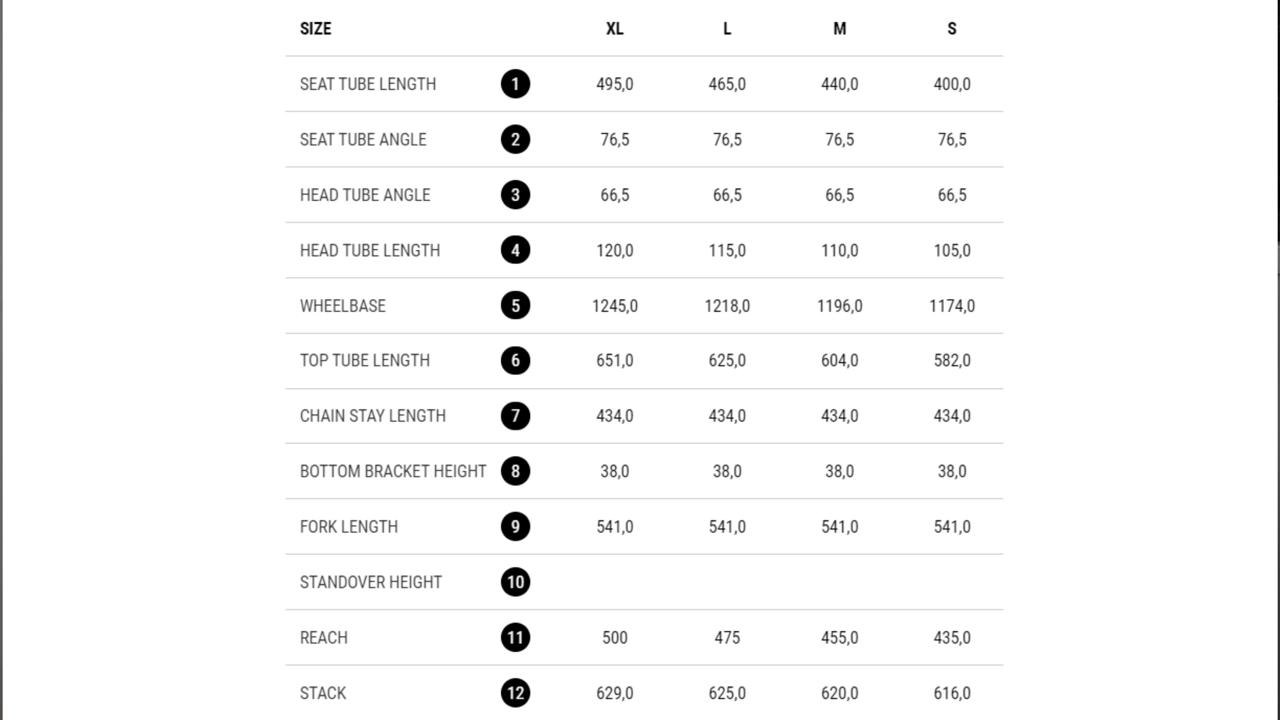 SIZE XL L M S
SEAT TUBE LENGTH 1 495,0 465,0 440,0 400,0
SEAT TUBE ANGLE 2 76,5 76,5 76,5 76,5
HEAD TUBE ANGLE 3 66,5 66,5 66,5 66,5
HEAD TUBE LENGTH 4 120,0 115,0 110,0 105,0
WHEELBASE 5 1245,0 1218,0 1196,0 1174,0
TOP TUBE LENGTH 6 651,0 625,0 604,0 582,0
CHAIN STAY LENGTH 7 434,0 434,0 434,0 434,0
BOTTOM BRACKET HEIGHT 8 38,0 38,0 38,0 38,0
FORK LENGTH 9 541,0 541,0 541,0 541,0
STANDOVER HEIGHT 10
REACH 11 500 475 455,0 435,0
STACK 12 629,0 625,0 620,0 616,0